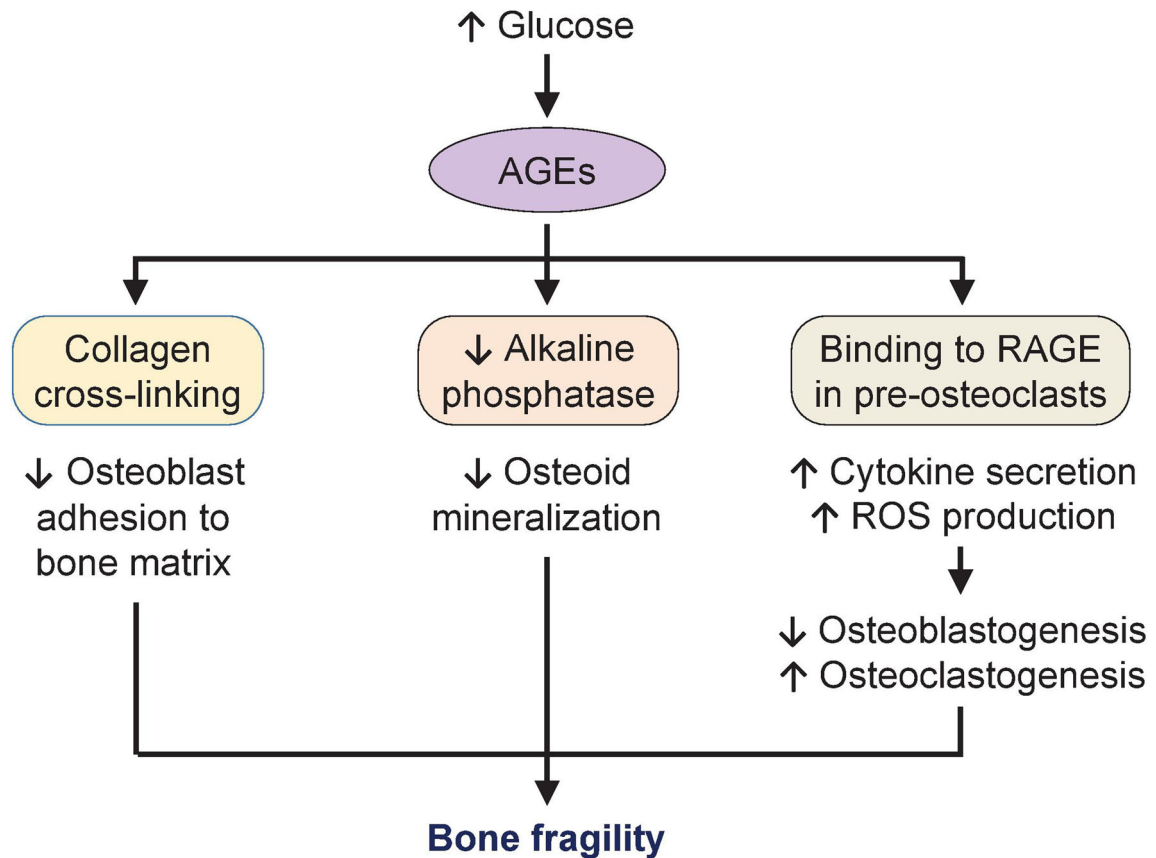 ↑ Glucose
AGEs
Collagen
cross-linking
↓ Osteoblast
adhesion to
bone matrix
↓ Alkaline
phosphatase
↓ Osteoid
mineralization
Binding to RAGE
in pre-osteoclasts
↑ Cytokine secretion
↑ ROS production
↓ Osteoblastogenesis
↑ Osteoclastogenesis
Bone fragility